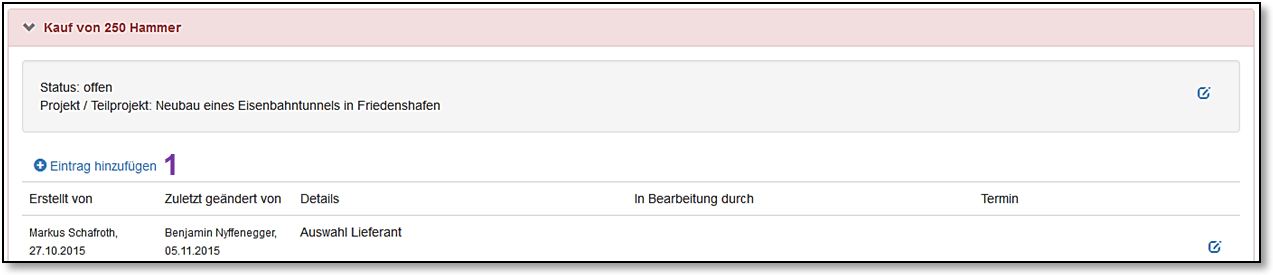 Kauf von 250 Hammer
Status: offen
Projekt / Teilprojekt: Neubau eines Eisenbahntunnels in Friedenshafen
Eintrag hinzufügen 1
Erstellt von Zuletzt geändert von Details In Bearbeitung durch Termin
Markus Schafroth, Benjamin Nyffenegger, Auswahl Lieferant
27.10.2015 05.11.2015